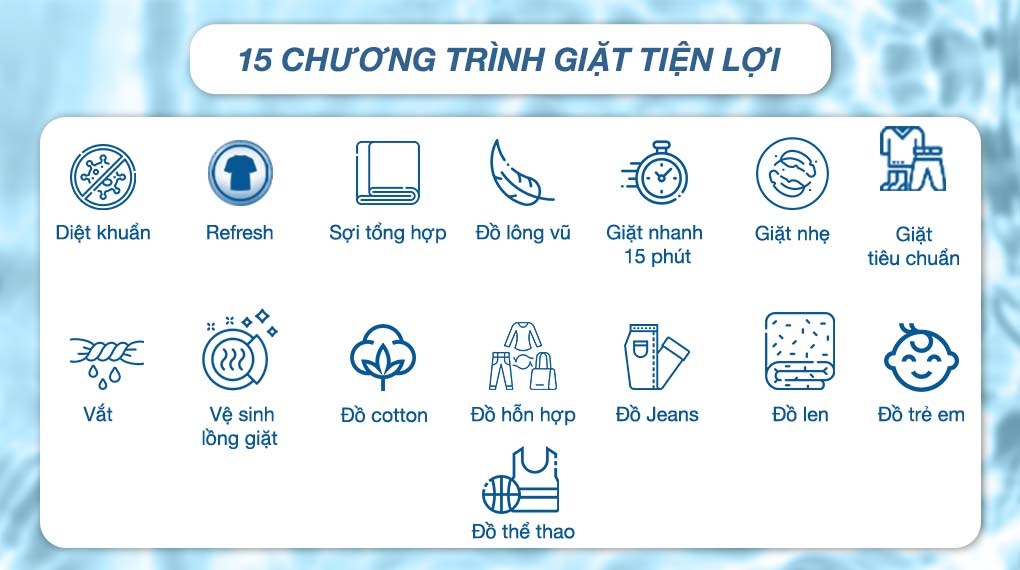 15 CHƯƠNG TRÌNH GIẶT TIỆN LỢI
Diệt khuẩn
Refresh
Sợi tổng hợp
Đồ lông vũ
Giặt nhanh
15 phút
Giặt nhẹ
Giặt
tiêu chuẩn
Vắt
Vệ sinh
lồng giặt
Đồ cotton
Đồ hỗn hợp
Đồ Jeans
Đồ len
Đồ trẻ em
Đồ thể thao